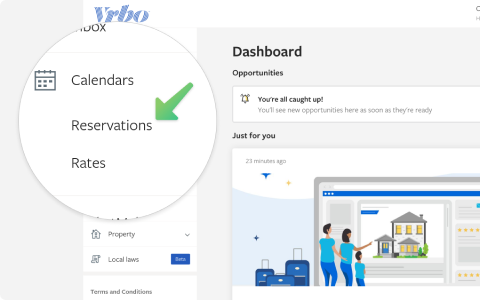 Vrbo
Calendars
Reservations
Rates
Property
Local laws
Beta
Terms and Conditions
Dashboard
Opportunities
You're all caught up!
You'll see new opportunities here as soon as they're ready
Just for you
23 minutes ago